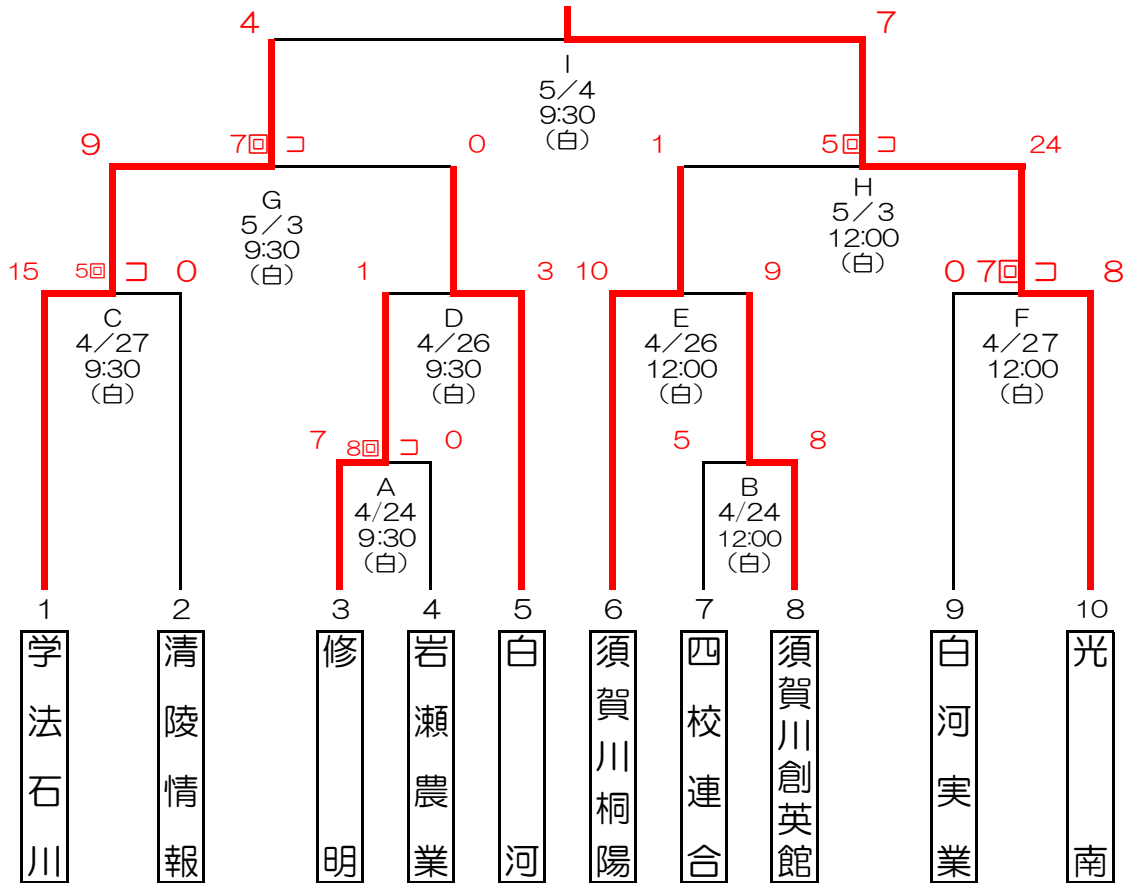 4 7
I
5／4
9:30
（白）
9 7回 コ 0 1 5回 コ 24
G
5／3
9:30
（白）
H
5／3
12:00
（白）
15 5回 コ 0 1 3 10 9 0 7回 コ 8
C
4／27
9:30
（白）
D
4／26
9:30
（白）
E
4／26
12:00
（白）
F
4／27
12:00
（白）
7 8回 コ 0 5 8
A
4/24
9:30
（白）
B
4/24
12:00
（白）
1 2 3 4 5 6 7 8 9 10
学法石川
清陵情報
修明
岩瀬農業
白河
須賀川桐陽
四校連合
須賀川創英館
白河実業
光南